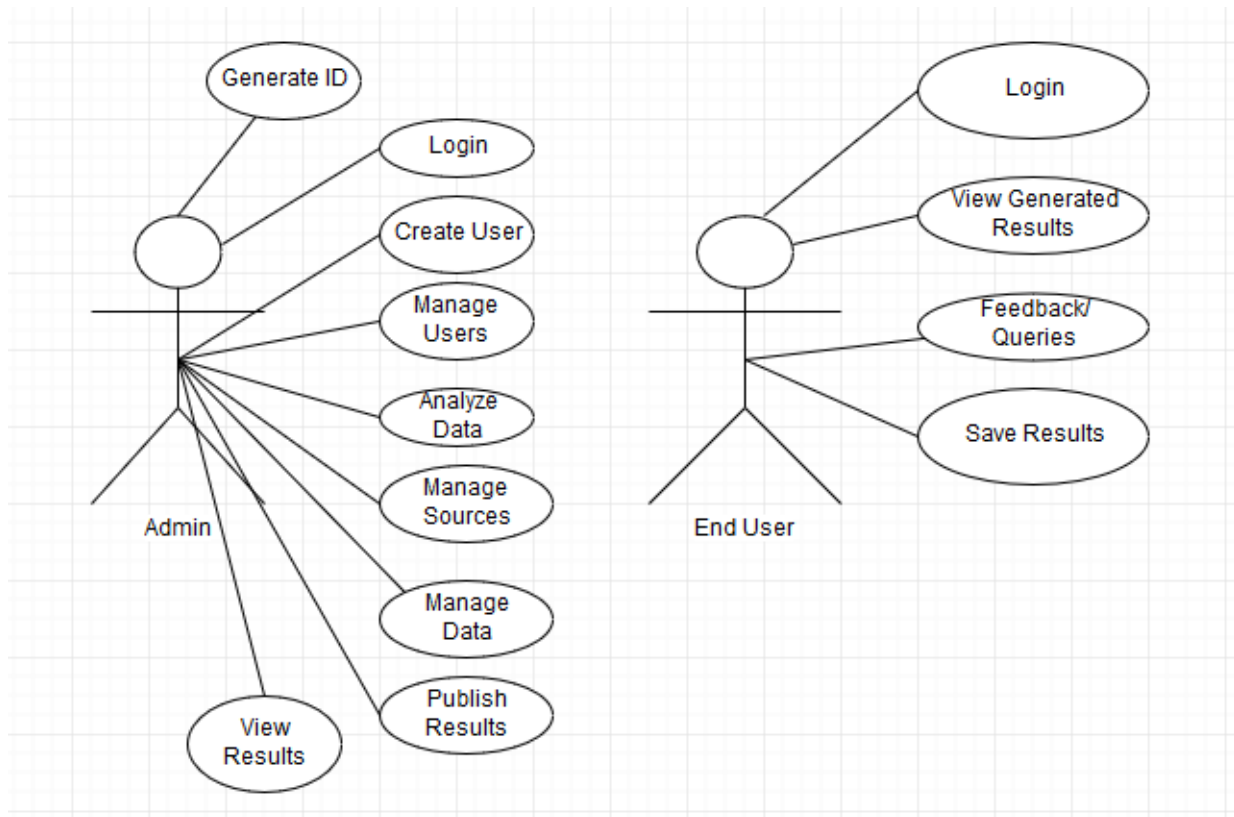 Generate ID
Login
Create User
Manage
Users
Analyze
Data
Manage
Sources
Admin
Manage
Data
Publish
Results
View
Results
Login
View Generated
Results
Feedback/
Queries
Save Results
End User